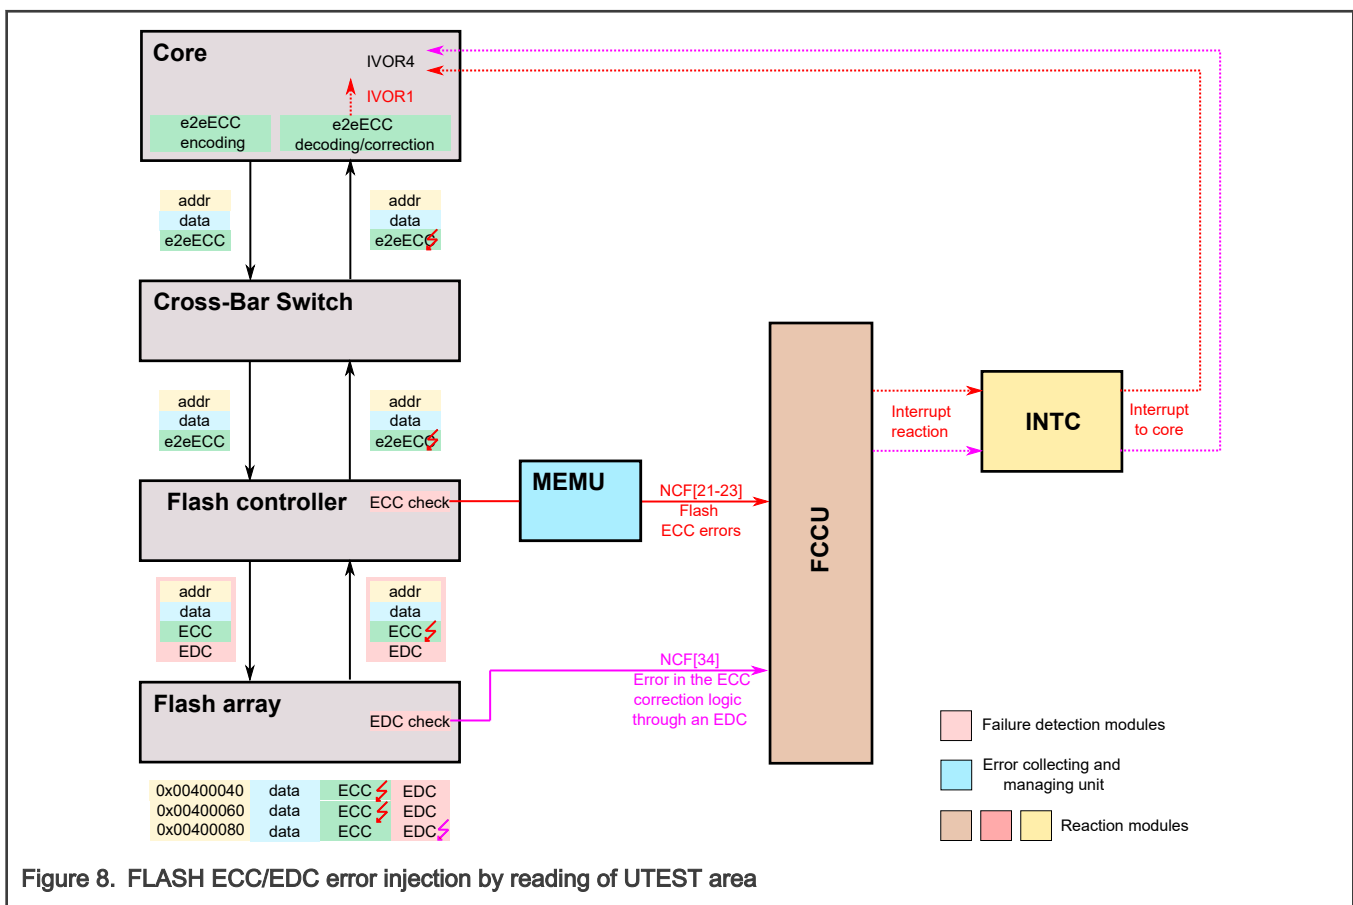 Core
IVOR4
IVOR1
e2eECC
encoding
e2eECC
decoding/correction
addr
data
e2eECC
addr
data
e2eECC
Cross-Bar Switch
addr
data
e2eECC
addr
data
e2eECC
Flash controller
ECC check
MEMU
NCF[21-23]
Flash
ECC errors
FCCU
Interrupt
reaction
INTC
Interrupt
to core
addr
data
ECC
EDC
addr
data
ECC
EDC
Flash array
EDC check
NCF[34]
Error in the ECC
correction logic
through an EDC
0x00400040 data ECC EDC
0x00400060 data ECC EDC
0x00400080 data ECC EDC
Failure detection modules
Error collecting and
managing unit
Reaction modules
Figure 8. FLASH ECC/EDC error injection by reading of UTEST area